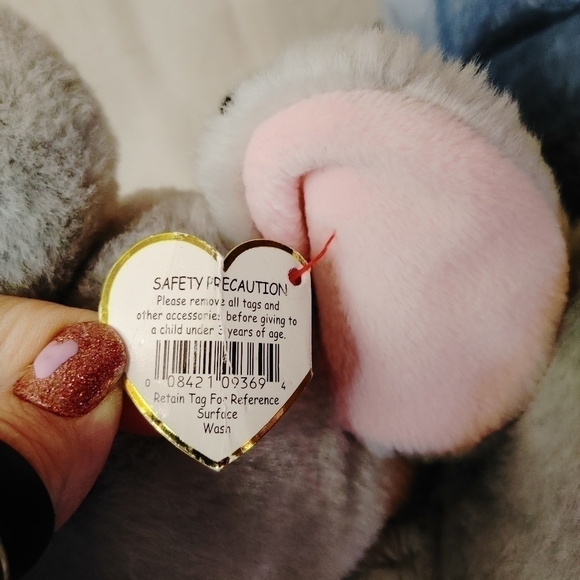 SAFETY PRECAUTION
Please remove all tags and
other accessories before giving to
a child under 3 years of age.
0 08421 09369 4
Retain Tag For Reference
Surface
Wash